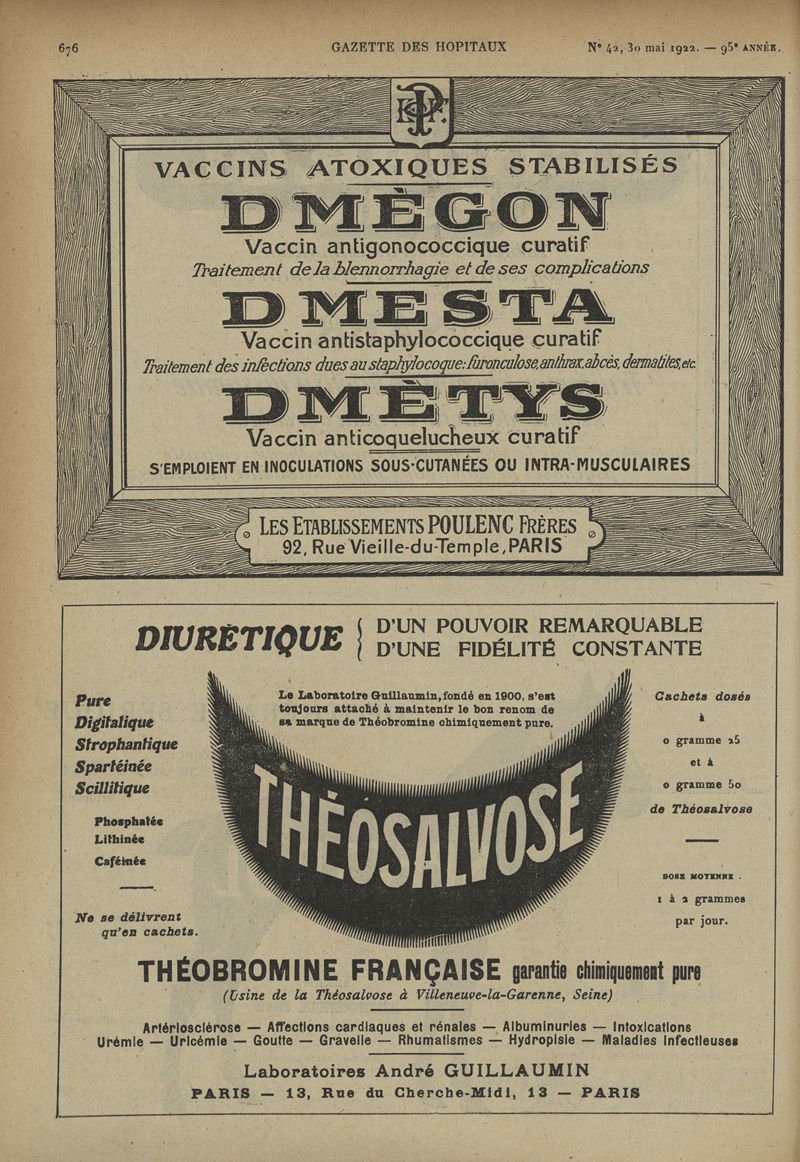 676 GAZETTE DES HOPITAUX N° 42, 30 mai 1922. — 95e ANNÉE.
VACCINS ATOXIQUES STABILISÉS
DMÈGON
Vaccin antigonococcique curatif
Traitement de la blennorrhagie et de ses complications
DMESTA
Vaccin antistaphylococcique curatif
Traitement des infections dues au staphylocoque: furonculose, anthrax, abcès, dermatites, etc.
DMÈTYS
Vaccin anticoquelucheux curatif
S'EMPLOIENT EN INOCULATIONS SOUS-CUTANÉES OU INTRA-MUSCULAIRES
LES ETABLISSEMENTS POULENC FRÈRES
92, Rue Vieille-du-Temple, PARIS
DIURÉTIQUE
D'UN POUVOIR REMARQUABLE
D'UNE FIDÉLITÉ CONSTANTE
Le Laboratoire Guillaumin, fondé en 1900, s'est
toujours attaché à maintenir le bon renom de
sa marque de Théobromine chimiquement pure.
Pure
Digitalique
Strophantique
Spartéinée
Scillitique
Phosphatée
Lithinée
Caféinée
Ne se délivrent
qu'en cachets.
THÉOSALVOSE
Cachets dosés
à
0 gramme 25
et à
0 gramme 50
de Théosalvose
DOSE MOYENNE .
1 à 2 grammes
par jour.
THÉOBROMINE FRANÇAISE garantie chimiquement pure
(Usine de la Théosalvose à Villeneuve-la-Garenne, Seine)
Artériosclérose — Affections cardiaques et rénales — Albuminuries — Intoxications
Urémie — Uricémie — Goutte — Gravelle — Rhumatismes — Hydropisie — Maladies Infectieuses
Laboratoires André GUILLAUMIN
PARIS — 13, Rue du Cherche-Midi, 13 — PARIS